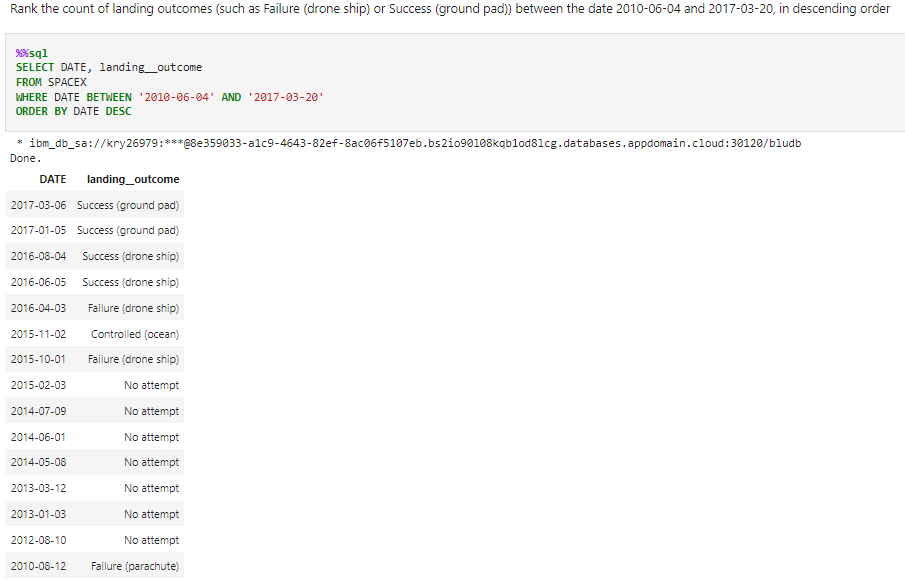 Rank the count of landing outcomes (such as Failure (drone ship) or Success (ground pad)) between the date 2010-06-04 and 2017-03-20, in descending order
%%sql
SELECT DATE, landing__outcome
FROM SPACEX
WHERE DATE BETWEEN '2010-06-04' AND '2017-03-20'
ORDER BY DATE DESC
* ibm_db_sa://kry26979:***@8e359033-a1c9-4643-82ef-8ac06f5107eb.bs2io90l08kqb1od8lcg.databases.appdomain.cloud:30120/bludb
Done.
DATE landing__outcome
2017-03-06 Success (ground pad)
2017-01-05 Success (ground pad)
2016-08-04 Success (drone ship)
2016-06-05 Success (drone ship)
2016-04-03 Failure (drone ship)
2015-11-02 Controlled (ocean)
2015-10-01 Failure (drone ship)
2015-02-03 No attempt
2014-07-09 No attempt
2014-06-01 No attempt
2014-05-08 No attempt
2013-03-12 No attempt
2013-01-03 No attempt
2012-08-10 No attempt
2010-08-12 Failure (parachute)